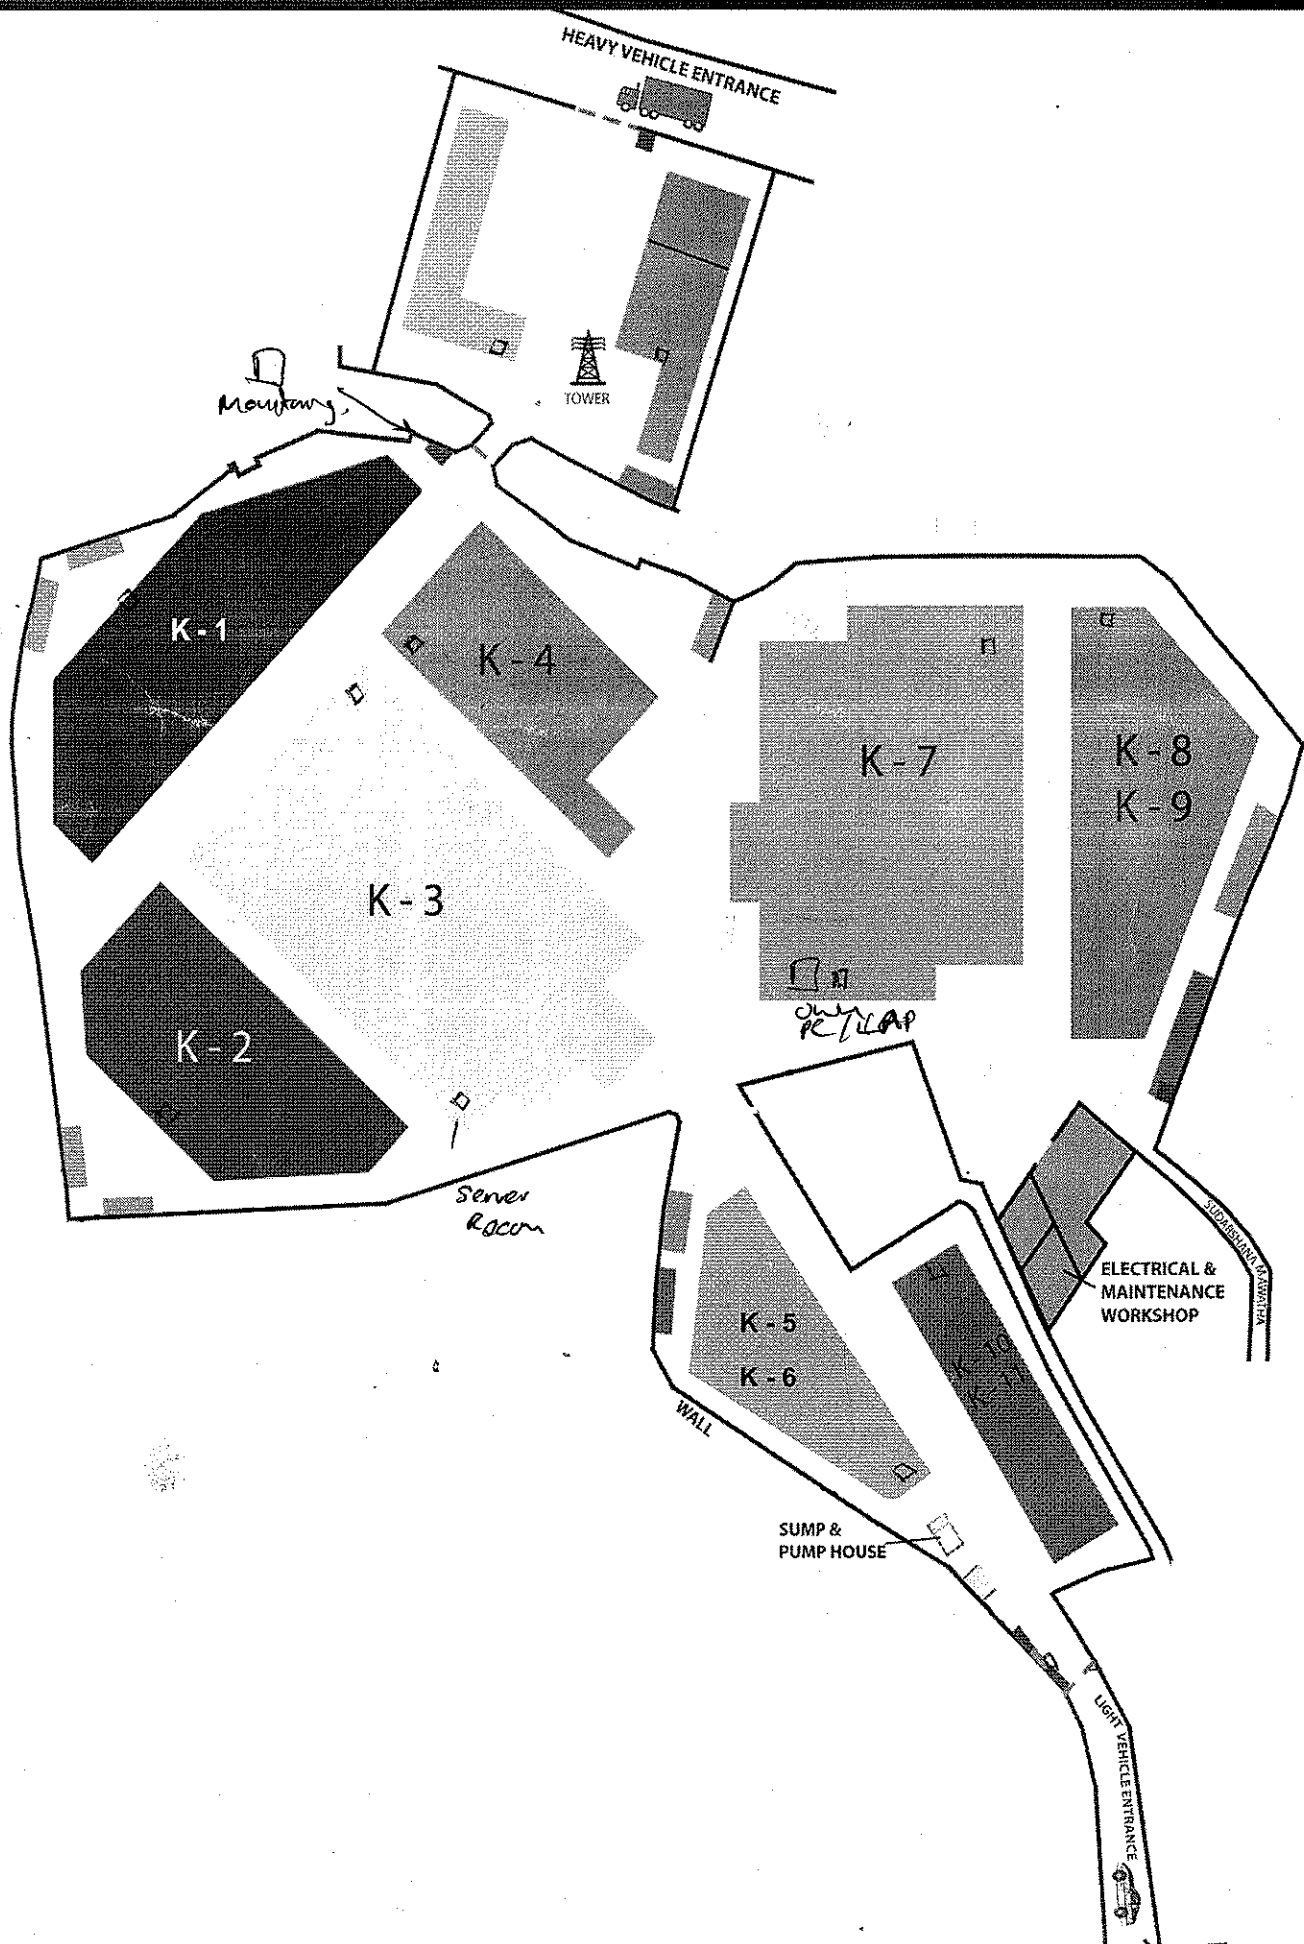 HEAVY VEHICLE ENTRANCE
TOWER
K - 1
K - 4
K - 7
K - 8
K - 9
K - 3
K - 2
PC /
Server
Room
SUDARSHANA MAWATHA
ELECTRICAL &
MAINTENANCE
WORKSHOP
K - 5
K - 6
K - 10
K - 11
WALL
SUMP &
PUMP HOUSE
LIGHT VEHICLE ENTRANCE